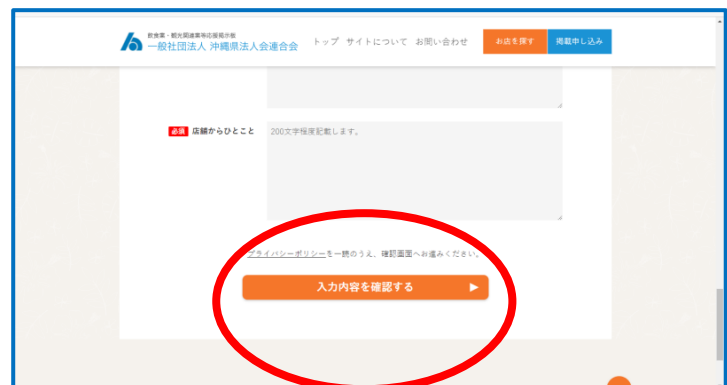 飲食業・観光関連業等応援掲示板
一般社団法人 沖縄県法人会連合会
トップ サイトについて お問い合わせ
お店を探す
掲載申し込み
必須 店舗からひとこと
200文字程度記載します。
プライバシーポリシーを一読のうえ、確認画面へお進みください。
入力内容を確認する